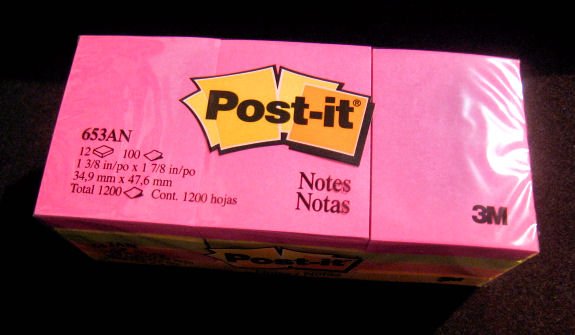 Post-it®
653AN
12 100
1 3/8 in/po x 1 7/8 in/po
34,9 mm x 47,6 mm
Total 1200 Cont. 1200 hojas
Notes
Notas
3M
Post-it